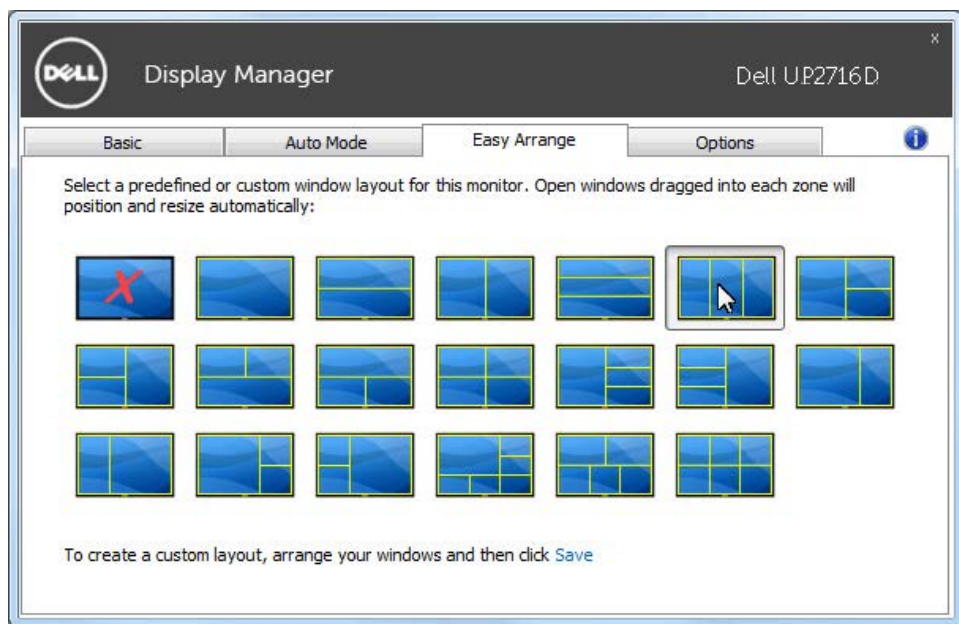 DELL
Display Manager
Dell UP2716D
x
Basic
Auto Mode
Easy Arrange
Options
i
Select a predefined or custom window layout for this monitor. Open windows dragged into each zone will
position and resize automatically:
X
To create a custom layout, arrange your windows and then click Save